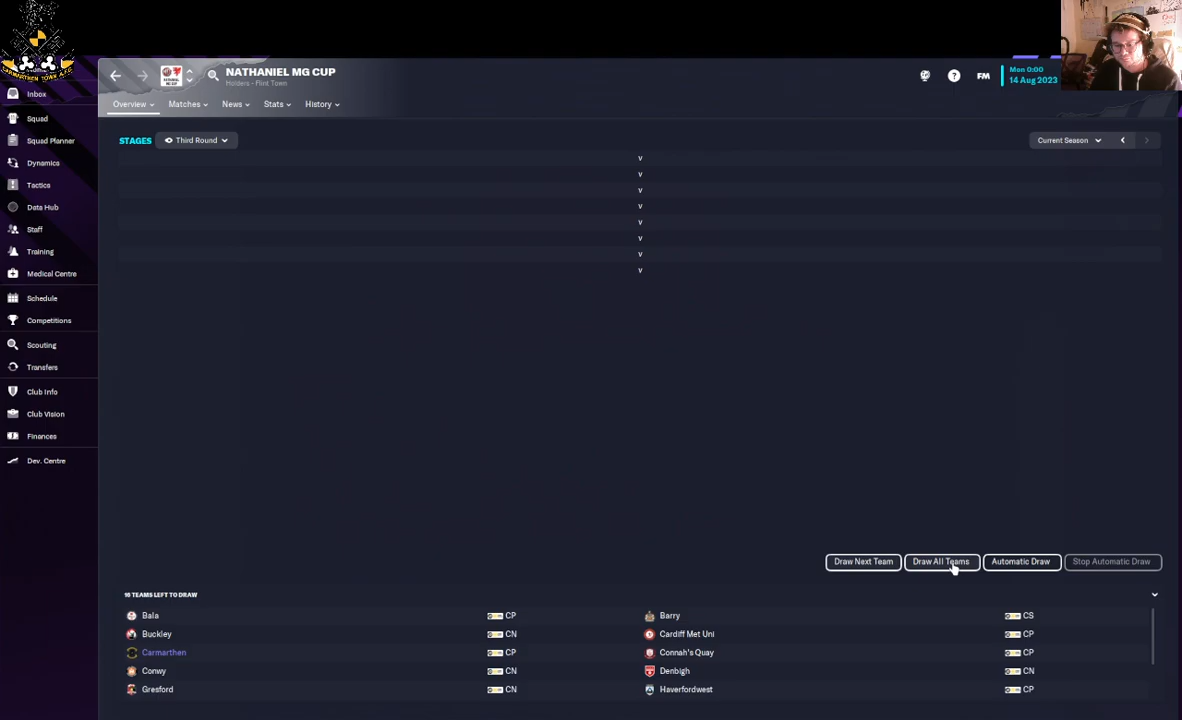 CARMARTHEN TOWN A.F.C.
NATHANIEL MG CUP
Holders - Flint Town
FM
Mon 0:00
14 Aug 2023
Overview
Matches
News
Stats
History
Inbox
Squad
Squad Planner
Dynamics
Tactics
Data Hub
Staff
Training
Medical Centre
Schedule
Competitions
Scouting
Transfers
Club Info
Club Vision
Finances
Dev. Centre
STAGES
Third Round
Current Season
v
v
v
v
v
v
v
v
Draw Next Team
Draw All Teams
Automatic Draw
Stop Automatic Draw
16 TEAMS LEFT TO DRAW
Bala CP Barry CS
Buckley CN Cardiff Met Uni CP
Carmarthen CP Connah's Quay CP
Conwy CN Denbigh CN
Gresford CN Haverfordwest CP